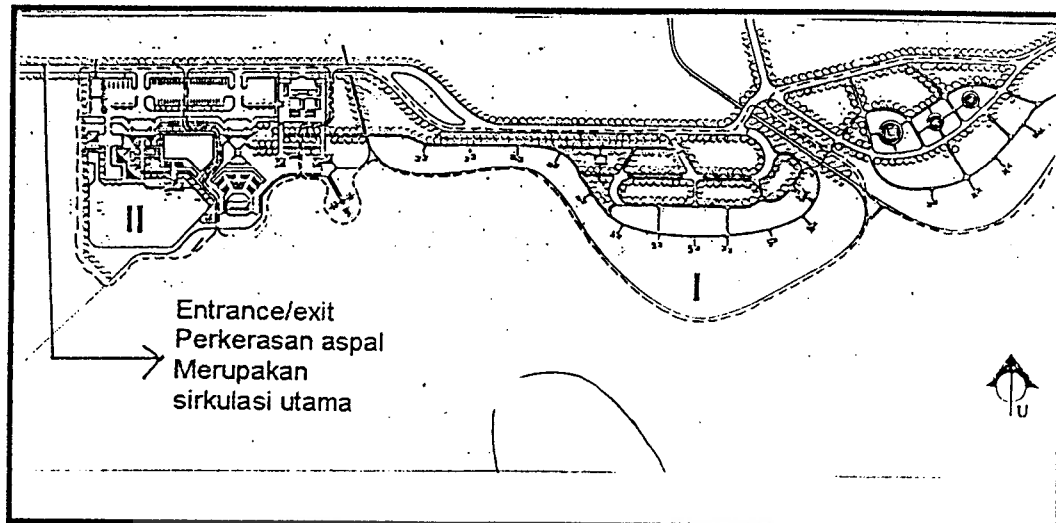 II
I
Entrance/exit
Perkerasan aspal
Merupakan
sirkulasi utama
U